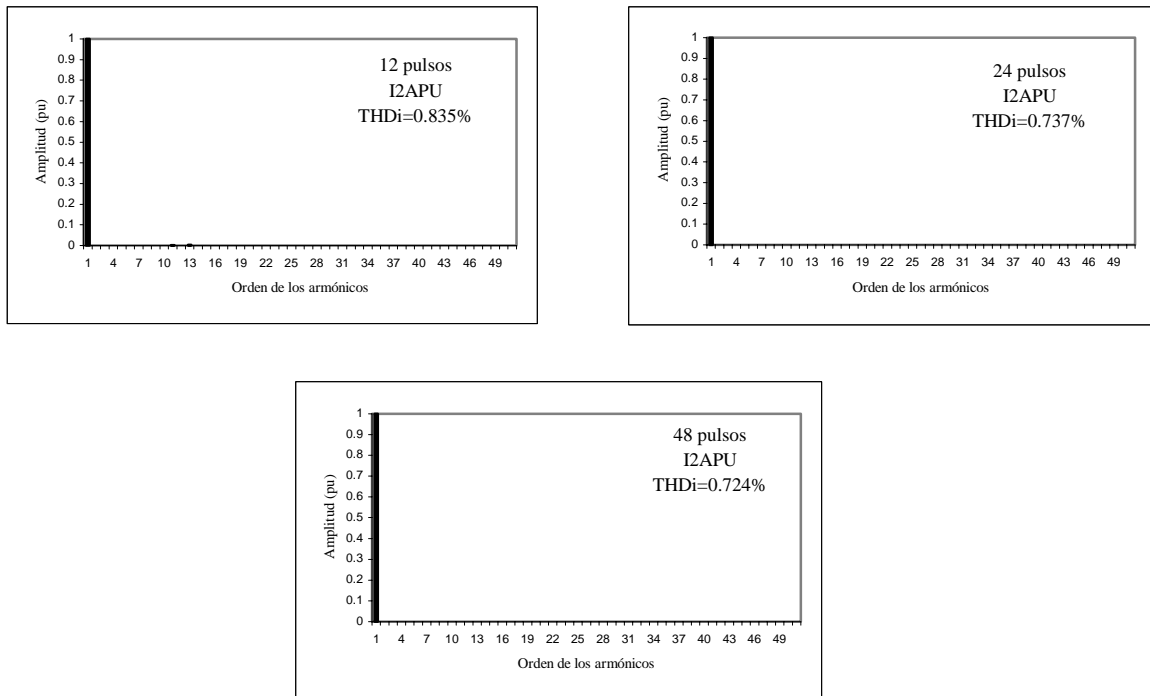 12 pulsos
I2APU
THDi=0.835%
Amplitud (pu)
1
0.9
0.8
0.7
0.6
0.5
0.4
0.3
0.2
0.1
0
1 4 7 10 13 16 19 22 25 28 31 34 37 40 43 46 49
Orden de los armónicos
24 pulsos
I2APU
THDi=0.737%
Amplitud (pu)
1
0.9
0.8
0.7
0.6
0.5
0.4
0.3
0.2
0.1
0
1 4 7 10 13 16 19 22 25 28 31 34 37 40 43 46 49
Orden de los armónicos
48 pulsos
I2APU
THDi=0.724%
Amplitud (pu)
1
0.9
0.8
0.7
0.6
0.5
0.4
0.3
0.2
0.1
0
1 4 7 10 13 16 19 22 25 28 31 34 37 40 43 46 49
Orden de los armónicos